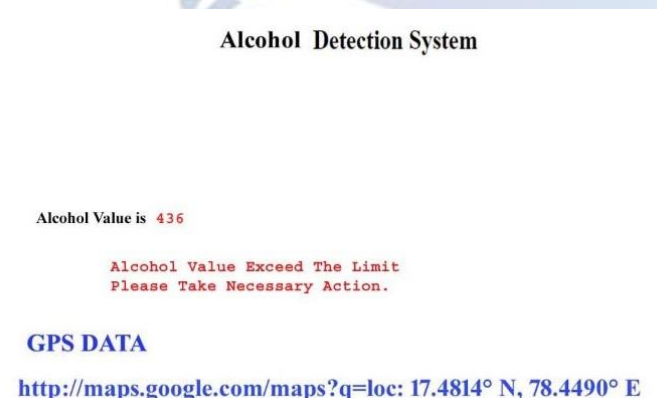 Alcohol Detection System
Alcohol Value is 436
Alcohol Value Exceed The Limit
Please Take Necessary Action.
GPS DATA
http://maps.google.com/maps?q=loc: 17.4814° N, 78.4490° E